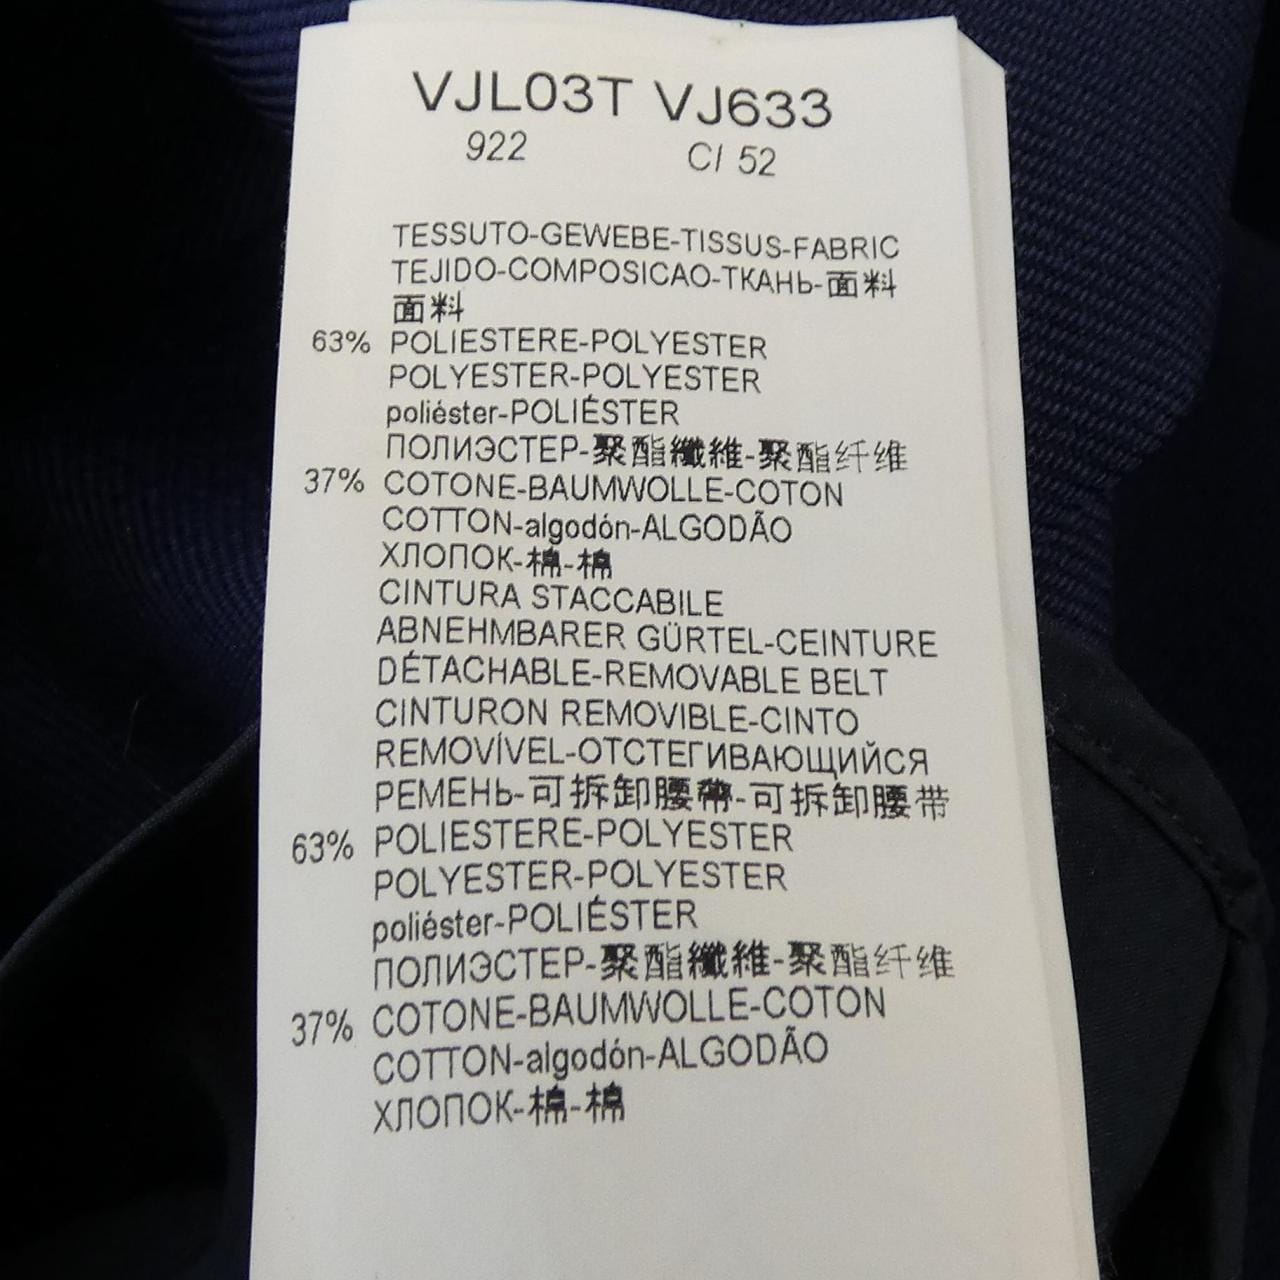 VJL03T VJ633
922 C/ 52
TESSUTO-GEWEBE-TISSUS-FABRIC
TEJIDO-COMPOSICAO-ТКАНЬ-面料
面料
63% POLIESTERE-POLYESTER
POLYESTER-POLYESTER
poliéster-POLIÉSTER
ПОЛИЭСТЕР-聚酯纖維-聚酯纤维
37% COTONE-BAUMWOLLE-COTON
COTTON-algodón-ALGODÃO
ХЛОПОК-棉-棉
CINTURA STACCABILE
ABNEHMBARER GÜRTEL-CEINTURE
DÉTACHABLE-REMOVABLE BELT
CINTURON REMOVIBLE-CINTO
REMOVÍVEL-ОТСТЕГИВАЮЩИЙСЯ
РЕМЕНЬ-可拆卸腰帶-可拆卸腰带
63% POLIESTERE-POLYESTER
POLYESTER-POLYESTER
poliéster-POLIÉSTER
ПОЛИЭСТЕР-聚酯纖維-聚酯纤维
37% COTONE-BAUMWOLLE-COTON
COTTON-algodón-ALGODÃO
ХЛОПОК-棉-棉